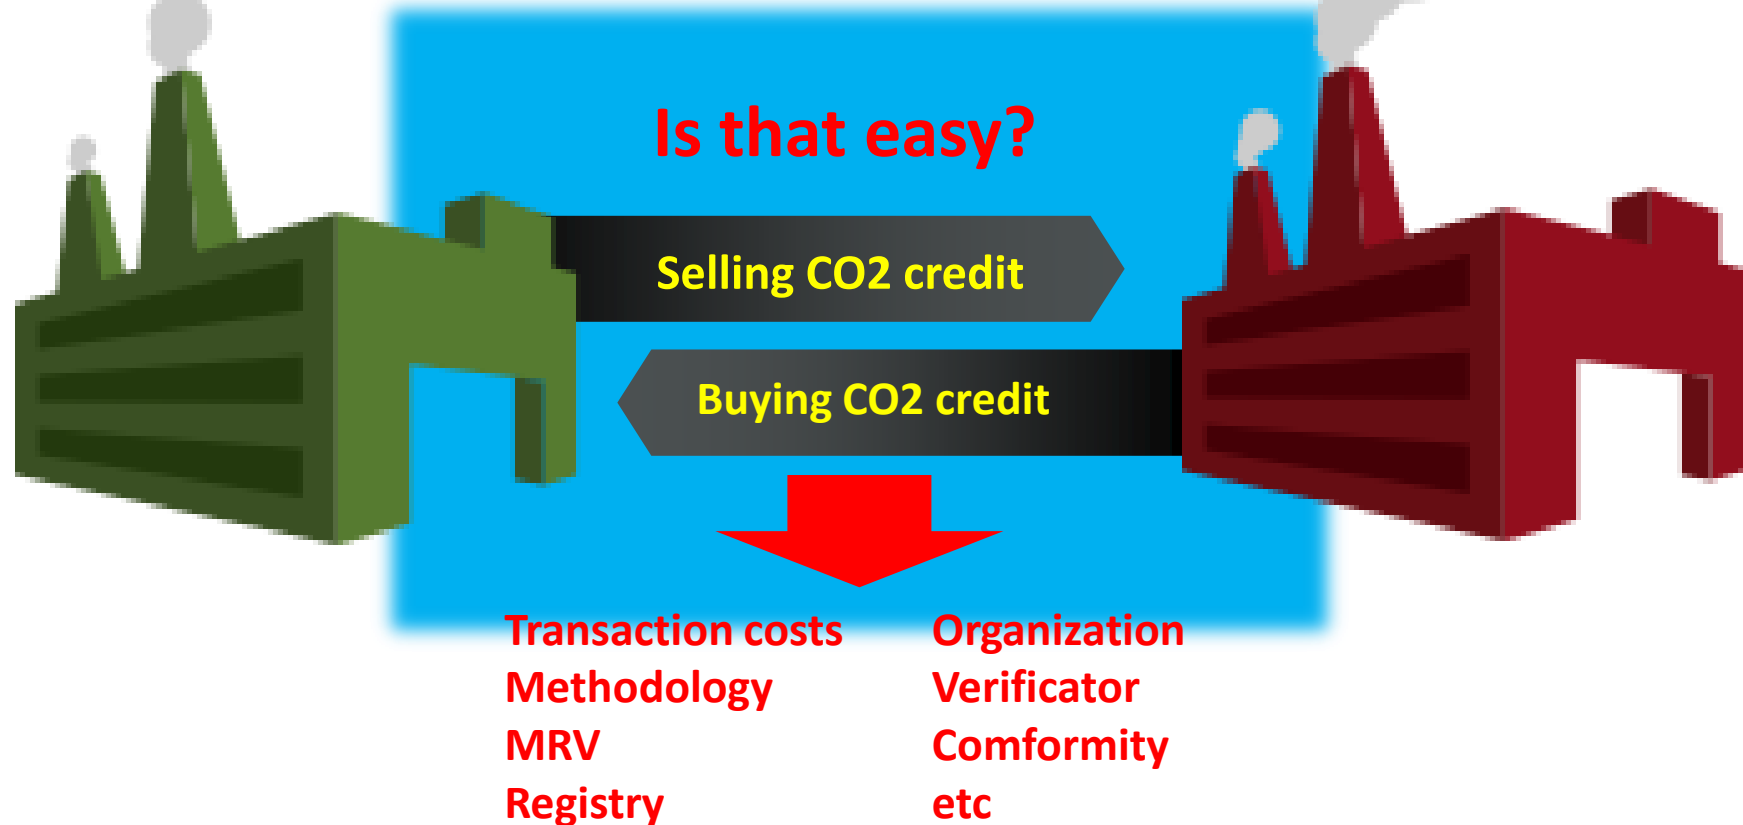 Is that easy?
Selling CO2 credit
Buying CO2 credit
Transaction costs
Methodology
MRV
Registry
Organization
Verificator
Comformity
etc